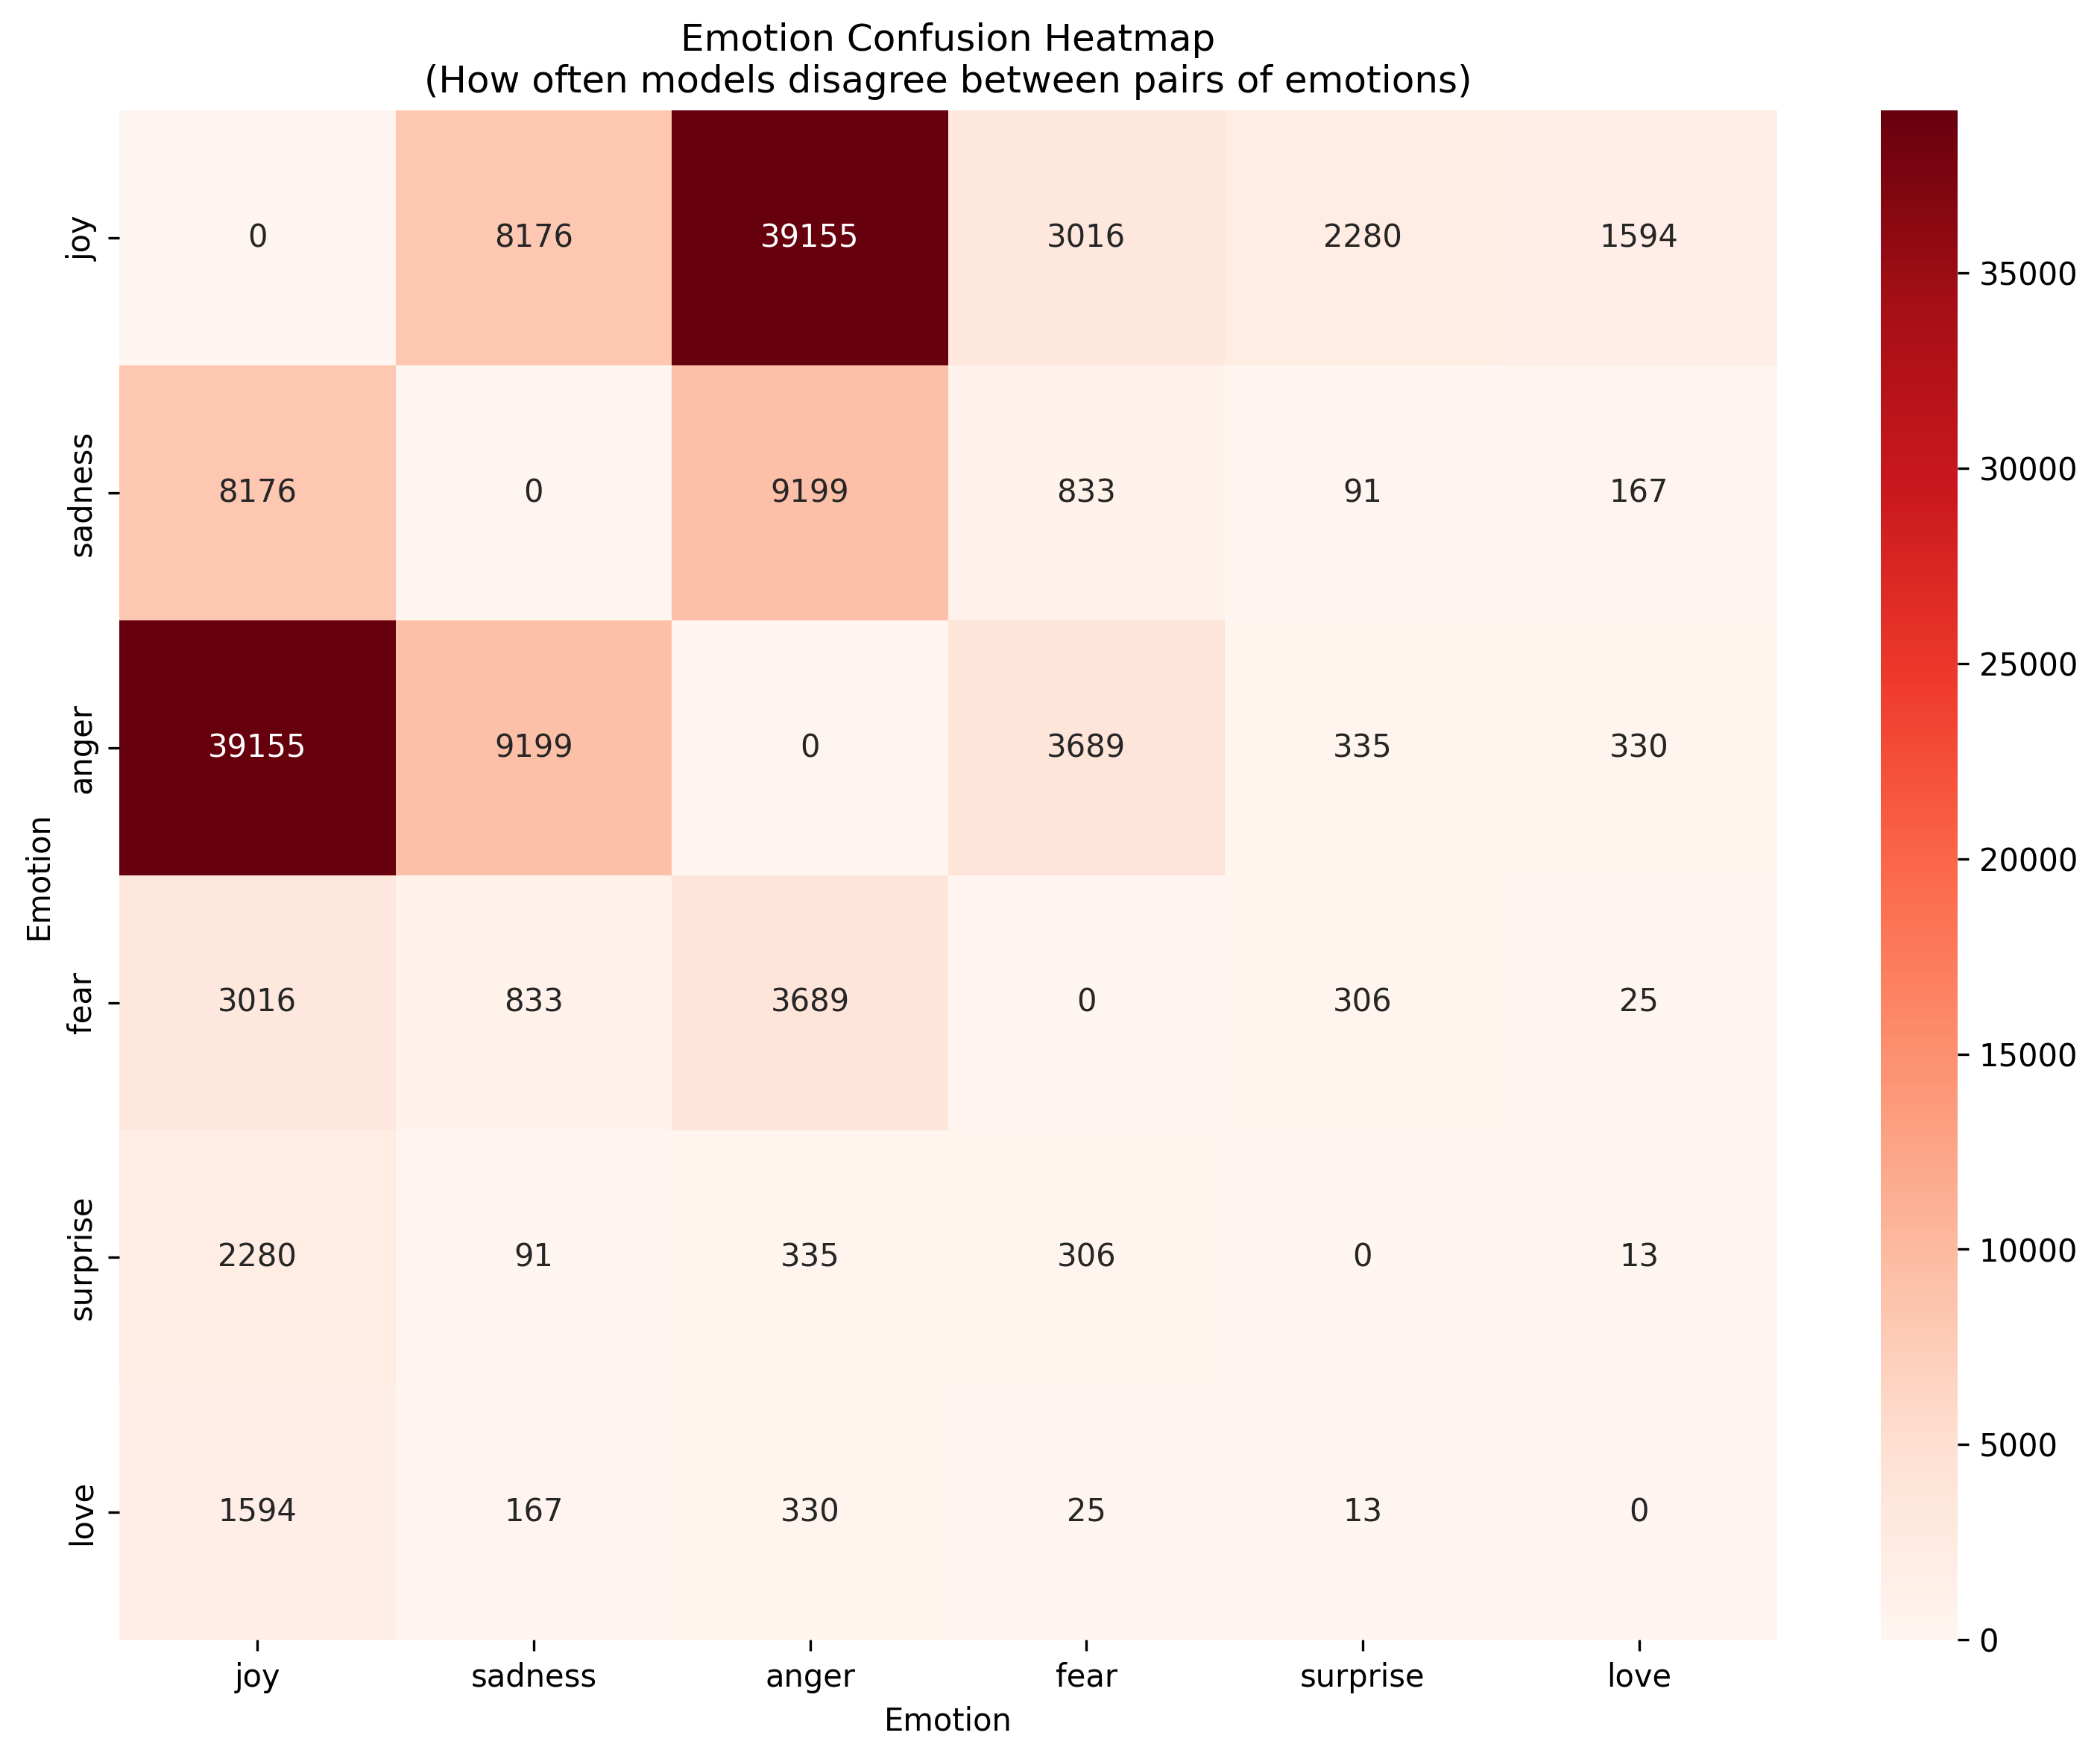 Emotion Confusion Heatmap
(How often models disagree between pairs of emotions)
joy 0 8176 39155 3016 2280 1594
sadness 8176 0 9199 833 91 167
anger 39155 9199 0 3689 335 330
fear 3016 833 3689 0 306 25
surprise 2280 91 335 306 0 13
love 1594 167 330 25 13 0
Emotion
joy sadness anger fear surprise love
Emotion
35000
30000
25000
20000
15000
10000
5000
0